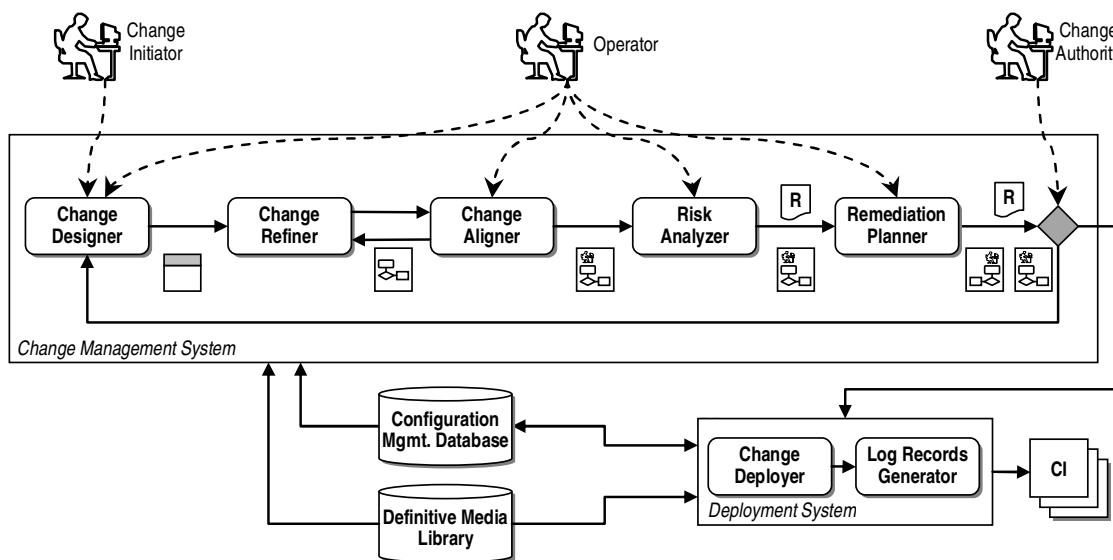 Change
Initiator
Operator
Change
Authorit
Change
Designer
Change
Refiner
Change
Aligner
Risk
Analyzer
R
Remediation
Planner
R
Change Management System
Configuration
Mgmt. Database
Definitive Media
Library
Change
Deployer
Log Records
Generator
Deployment System
CI